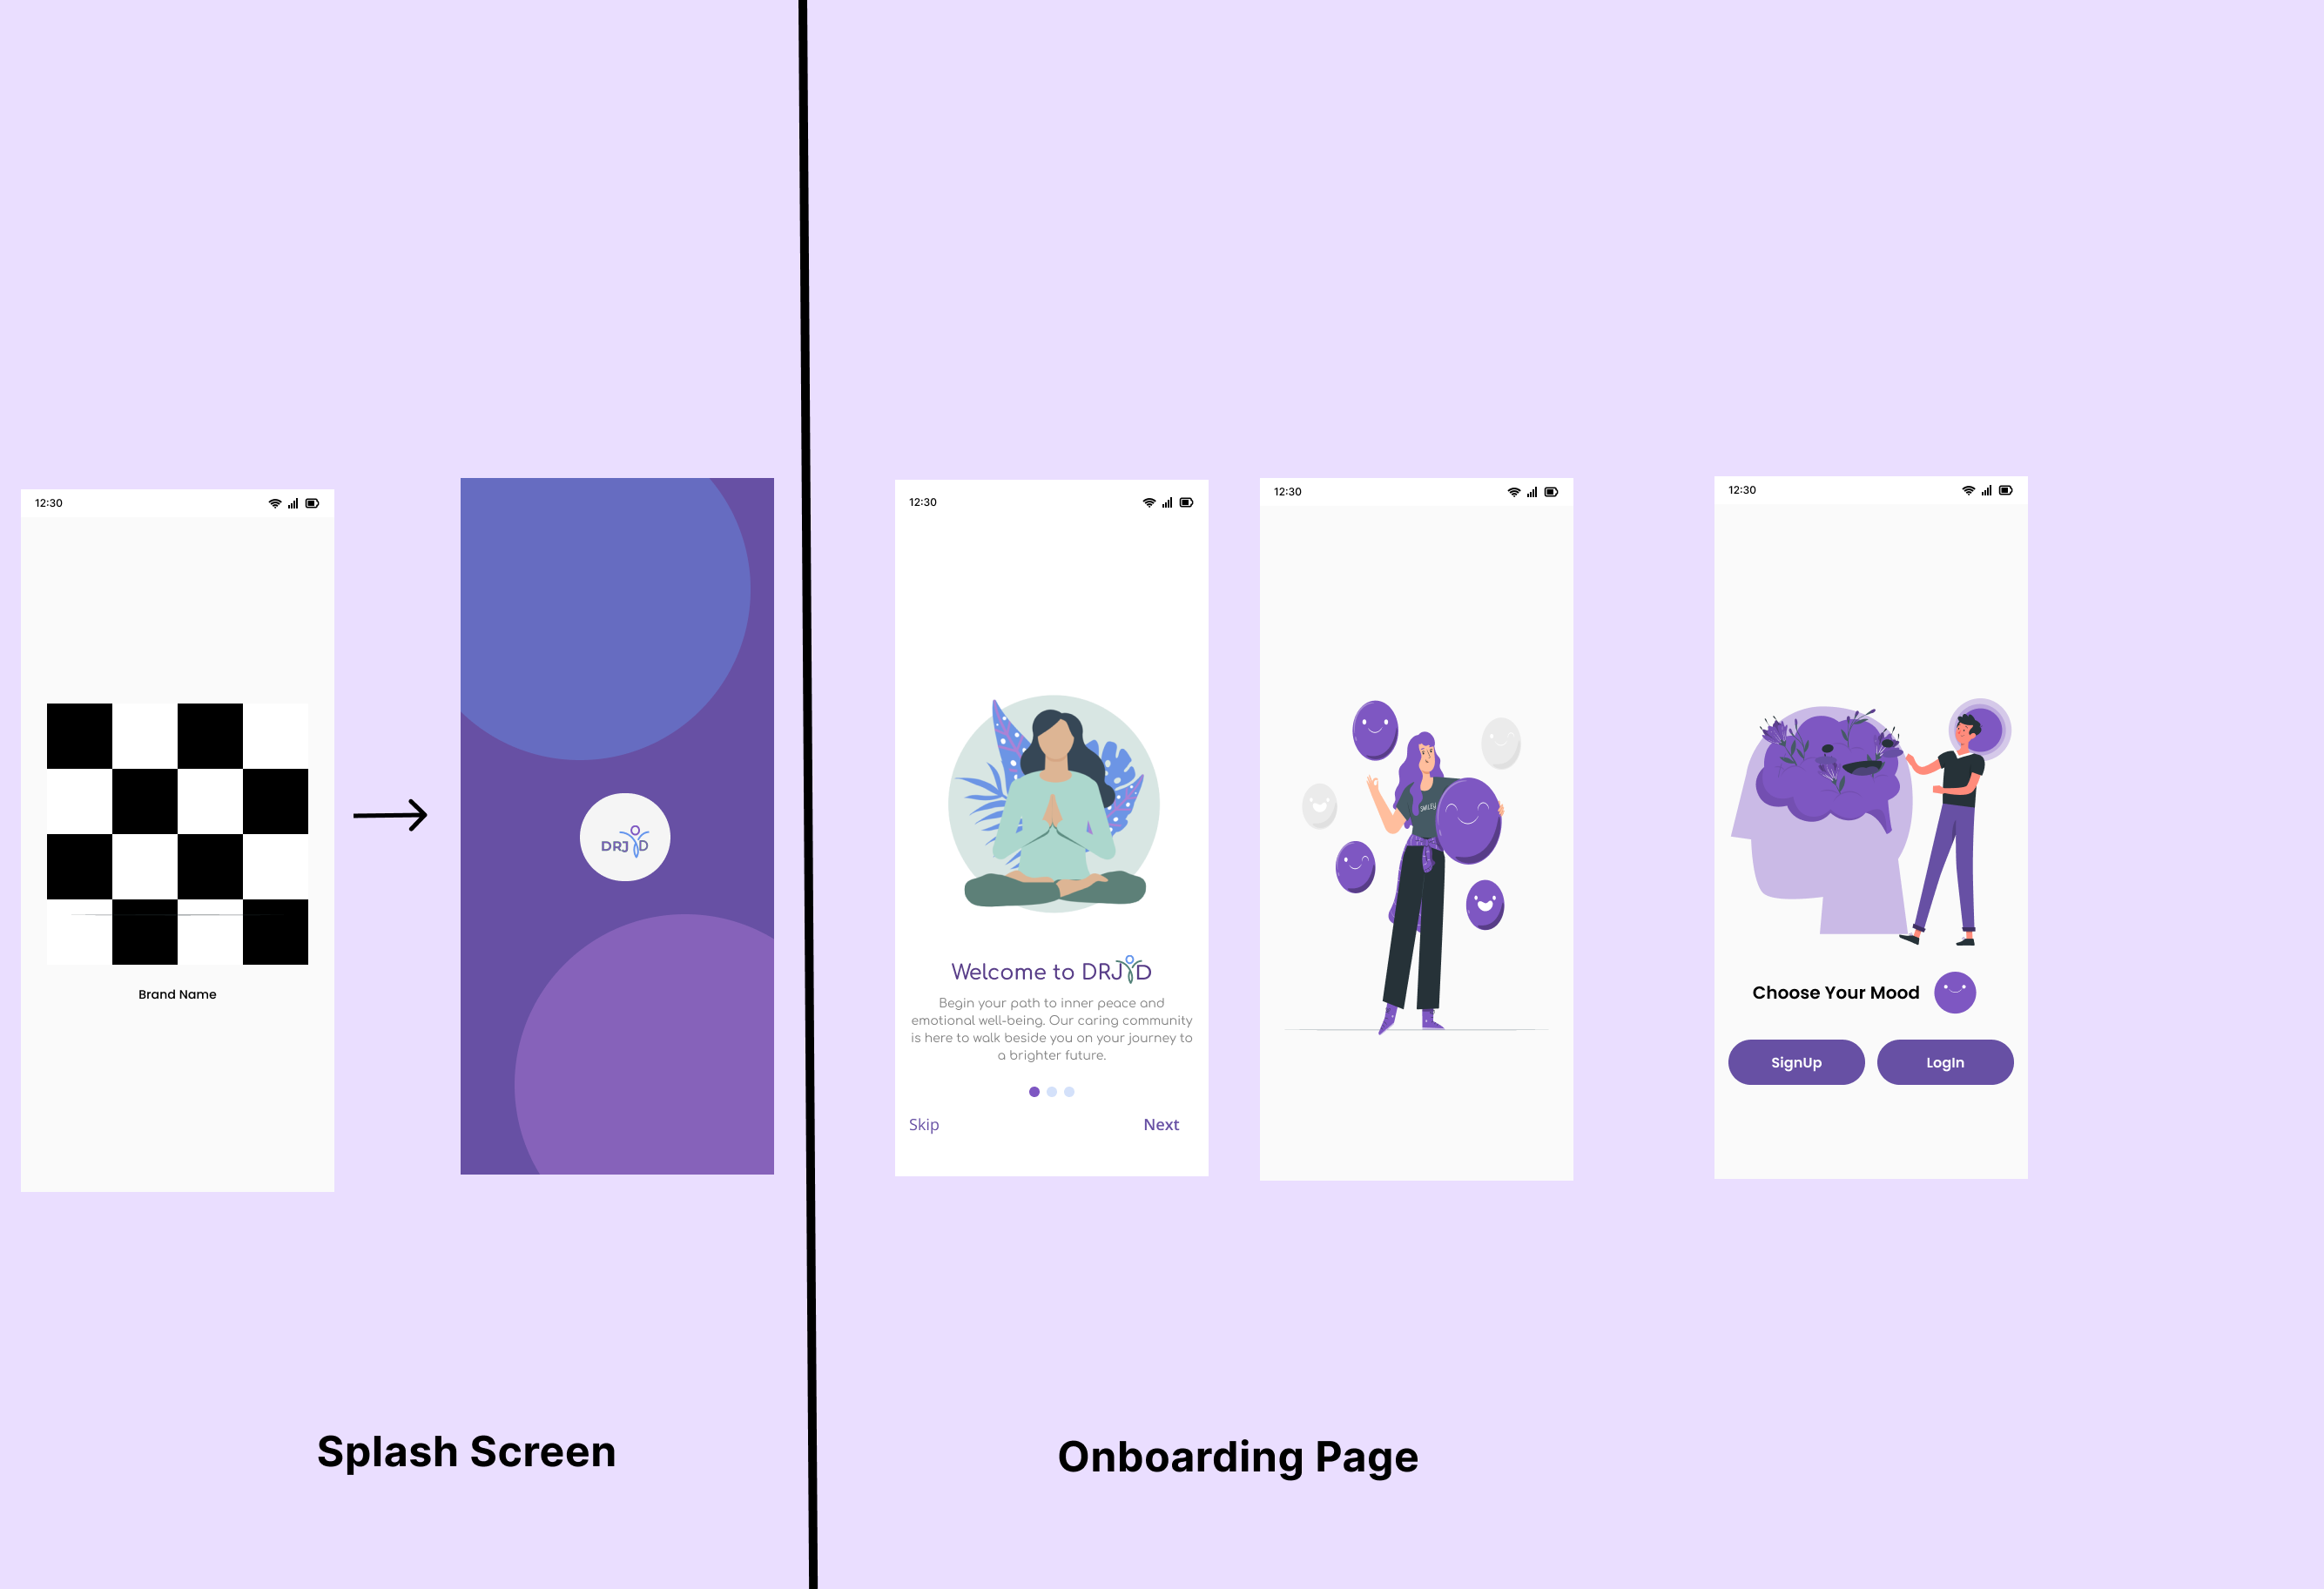 12:30
Brand Name
DRJ D
12:30
Welcome to DRJ D
Begin your path to inner peace and
emotional well-being. Our caring community
is here to walk beside you on your journey to
a brighter future.
Skip
Next
12:30
SMILEY
12:30
Choose Your Mood
SignUp
LogIn
Splash Screen
Onboarding Page